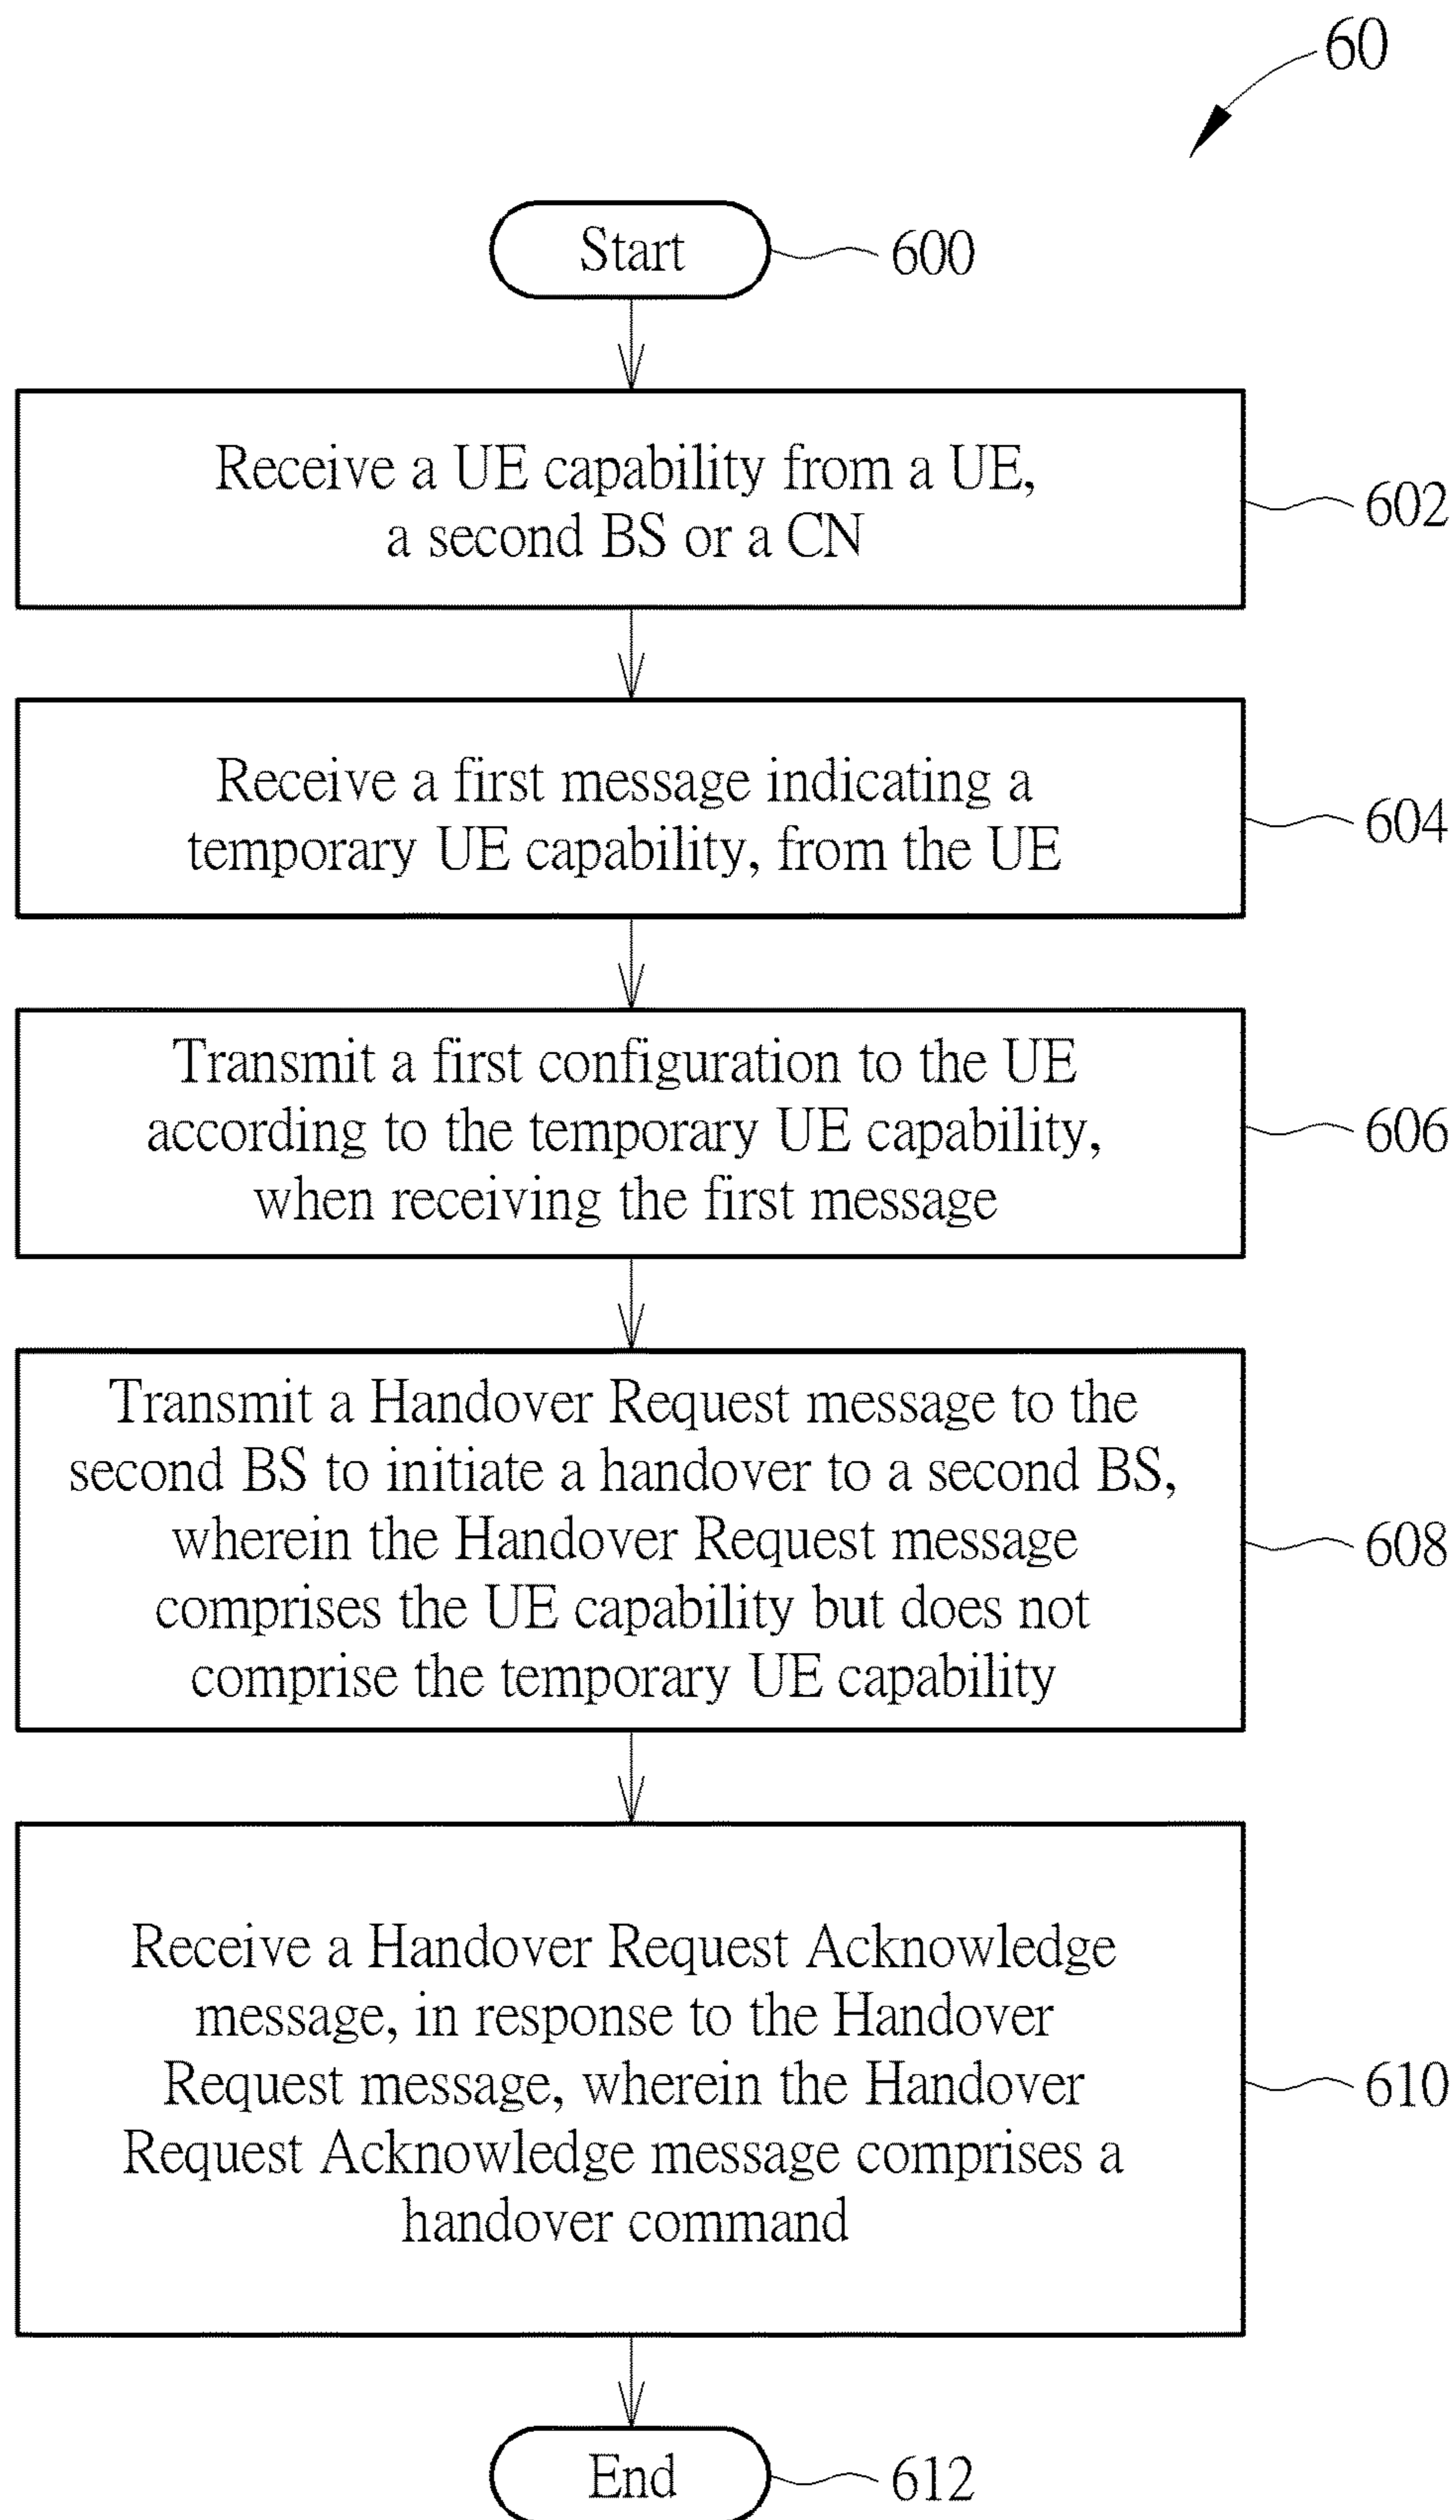 60
Start
600
Receive a UE capability from a UE,
a second BS or a CN
602
Receive a first message indicating a
temporary UE capability, from the UE
604
Transmit a first configuration to the UE
according to the temporary UE capability,
when receiving the first message
606
Transmit a Handover Request message to the
second BS to initiate a handover to a second BS,
wherein the Handover Request message
comprises the UE capability but does not
comprise the temporary UE capability
608
Receive a Handover Request Acknowledge
message, in response to the Handover
Request message, wherein the Handover
Request Acknowledge message comprises a
handover command
610
End
612